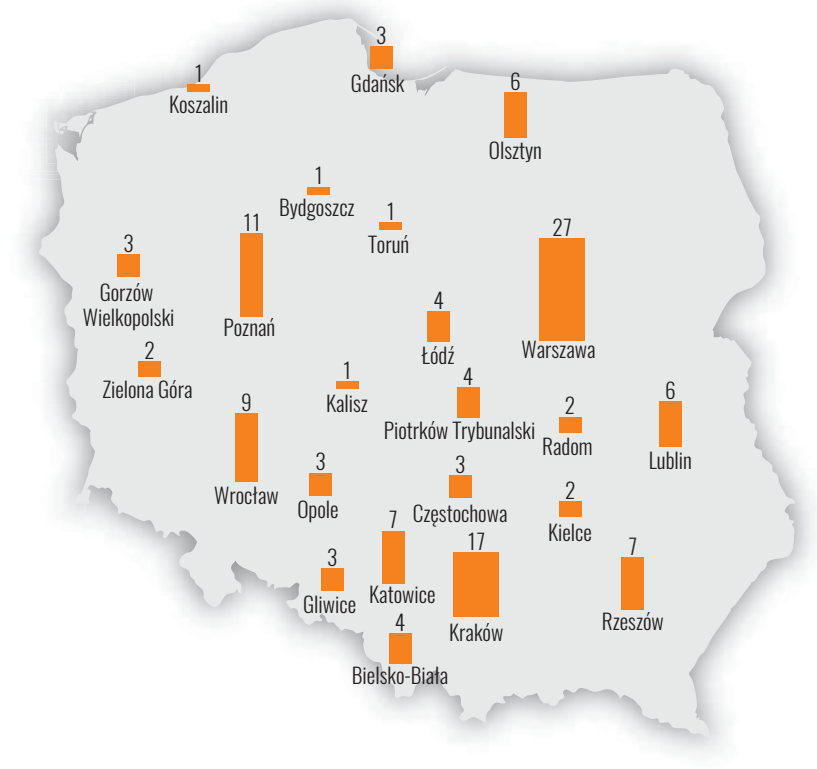 3
Gdańsk
1
Koszalin
6
Olsztyn
1
Bydgoszcz
1
Toruń
11
Poznań
27
Warszawa
3
Gorzów
Wielkopolski
4
Łódź
2
Zielona Góra
1
Kalisz
4
Piotrków Trybunalski
2
Radom
6
Lublin
9
Wrocław
3
Opole
3
Częstochowa
2
Kielce
7
Katowice
17
Kraków
3
Gliwice
7
Rzeszów
4
Bielsko-Biała